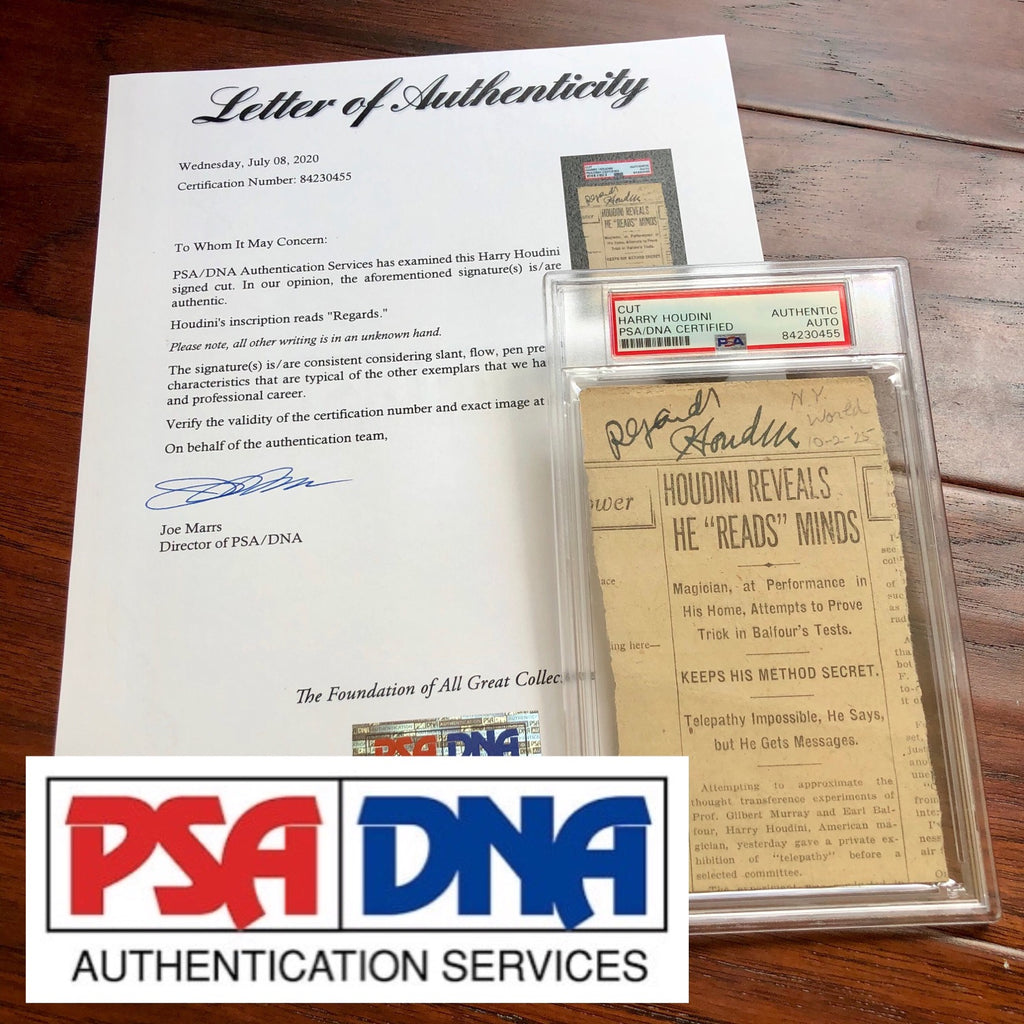 Letter of Authenticity
Wednesday, July 08, 2020
Certification Number: 84230455
To Whom It May Concern:
PSA/DNA Authentication Services has examined this Harry Houdini
signed cut. In our opinion, the aforementioned signature(s) is/are
authentic.
Houdini's inscription reads "Regards."
Please note, all other writing is in an unknown hand.
The signature(s) is/are consistent considering slant, flow, pen pre
characteristics that are typical of the other exemplars that we ha
and professional career.
Verify the validity of the certification number and exact image at
On behalf of the authentication team,
Joe Marrs
Director of PSA/DNA
The Foundation of All Great Collec
PSA DNA
CUT
HARRY HOUDINI
PSA/DNA CERTIFIED
AUTHENTIC
AUTO
84230455
PSA
Regards
Houdini
N.Y.
World
10-2-25
ower
HOUDINI REVEALS
HE "READS" MINDS
Magician, at Performance in
His Home, Attempts to Prove
Trick in Balfour's Tests.
KEEPS HIS METHOD SECRET.
Telepathy Impossible, He Says,
but He Gets Messages.
Attempting to approximate the
thought transference experiments of
Prof. Gilbert Murray and Earl Bal-
four, Harry Houdini, American ma-
gician, yesterday gave a private ex-
hibition of "telepathy" before a
selected committee.
ace
ing here—
PSA DNA
AUTHENTICATION SERVICES